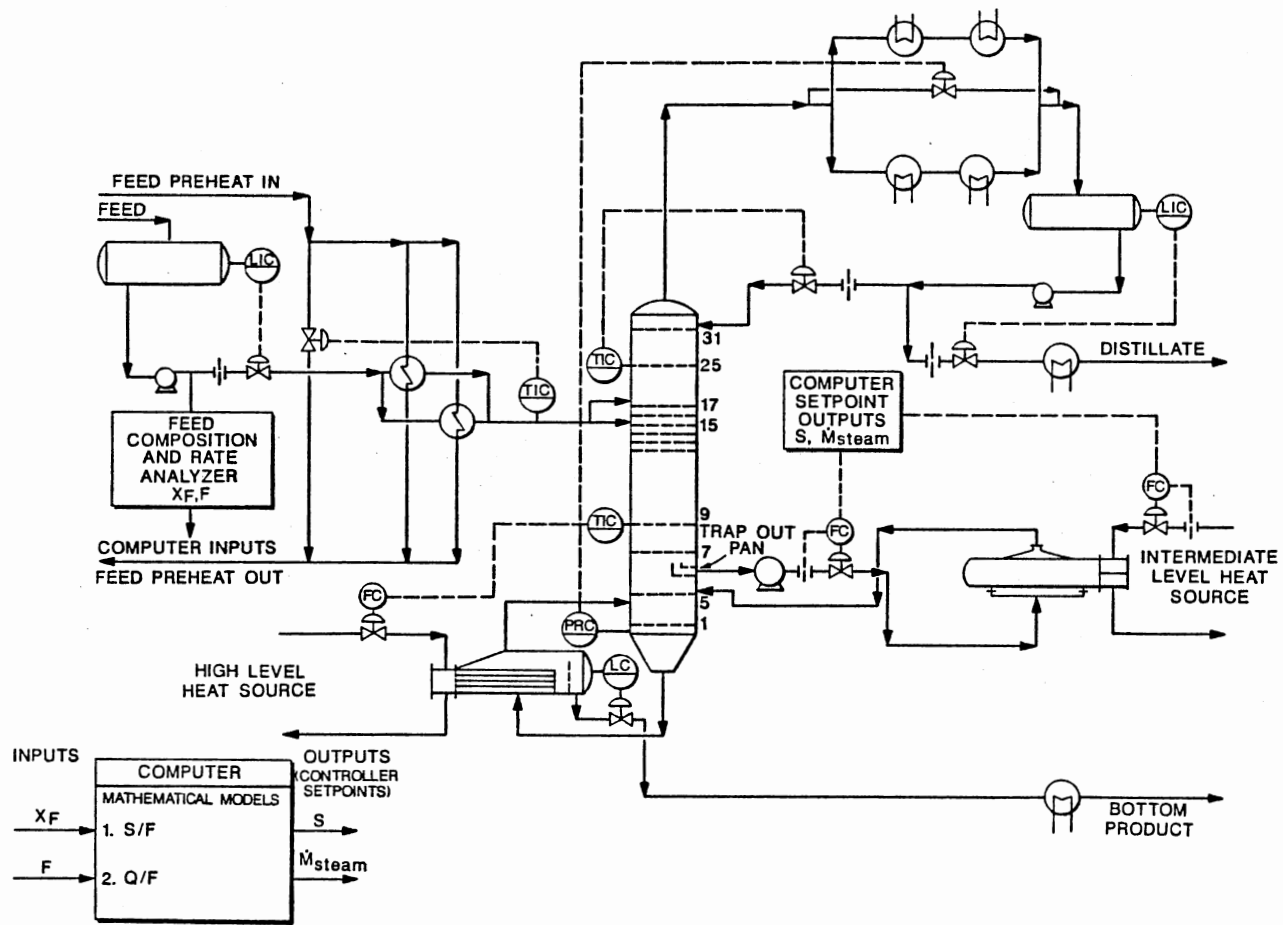 FEED PREHEAT IN
FEED
LIC
LIC
TIC
31
TIC
25
DISTILLATE
TIC
17
15
COMPUTER
SETPOINT
OUTPUTS
S, Ṁsteam
FEED
COMPOSITION
AND RATE
ANALYZER
XF,F
FC
TIC
9
TRAP OUT
PAN
FC
7
COMPUTER INPUTS
FEED PREHEAT OUT
INTERMEDIATE
LEVEL HEAT
SOURCE
FC
5
PRC
1
HIGH LEVEL
HEAT SOURCE
LC
INPUTS
OUTPUTS
(CONTROLLER
SETPOINTS)
COMPUTER
MATHEMATICAL MODELS
XF
1. S/F
S
F
2. Q/F
Ṁsteam
BOTTOM
PRODUCT